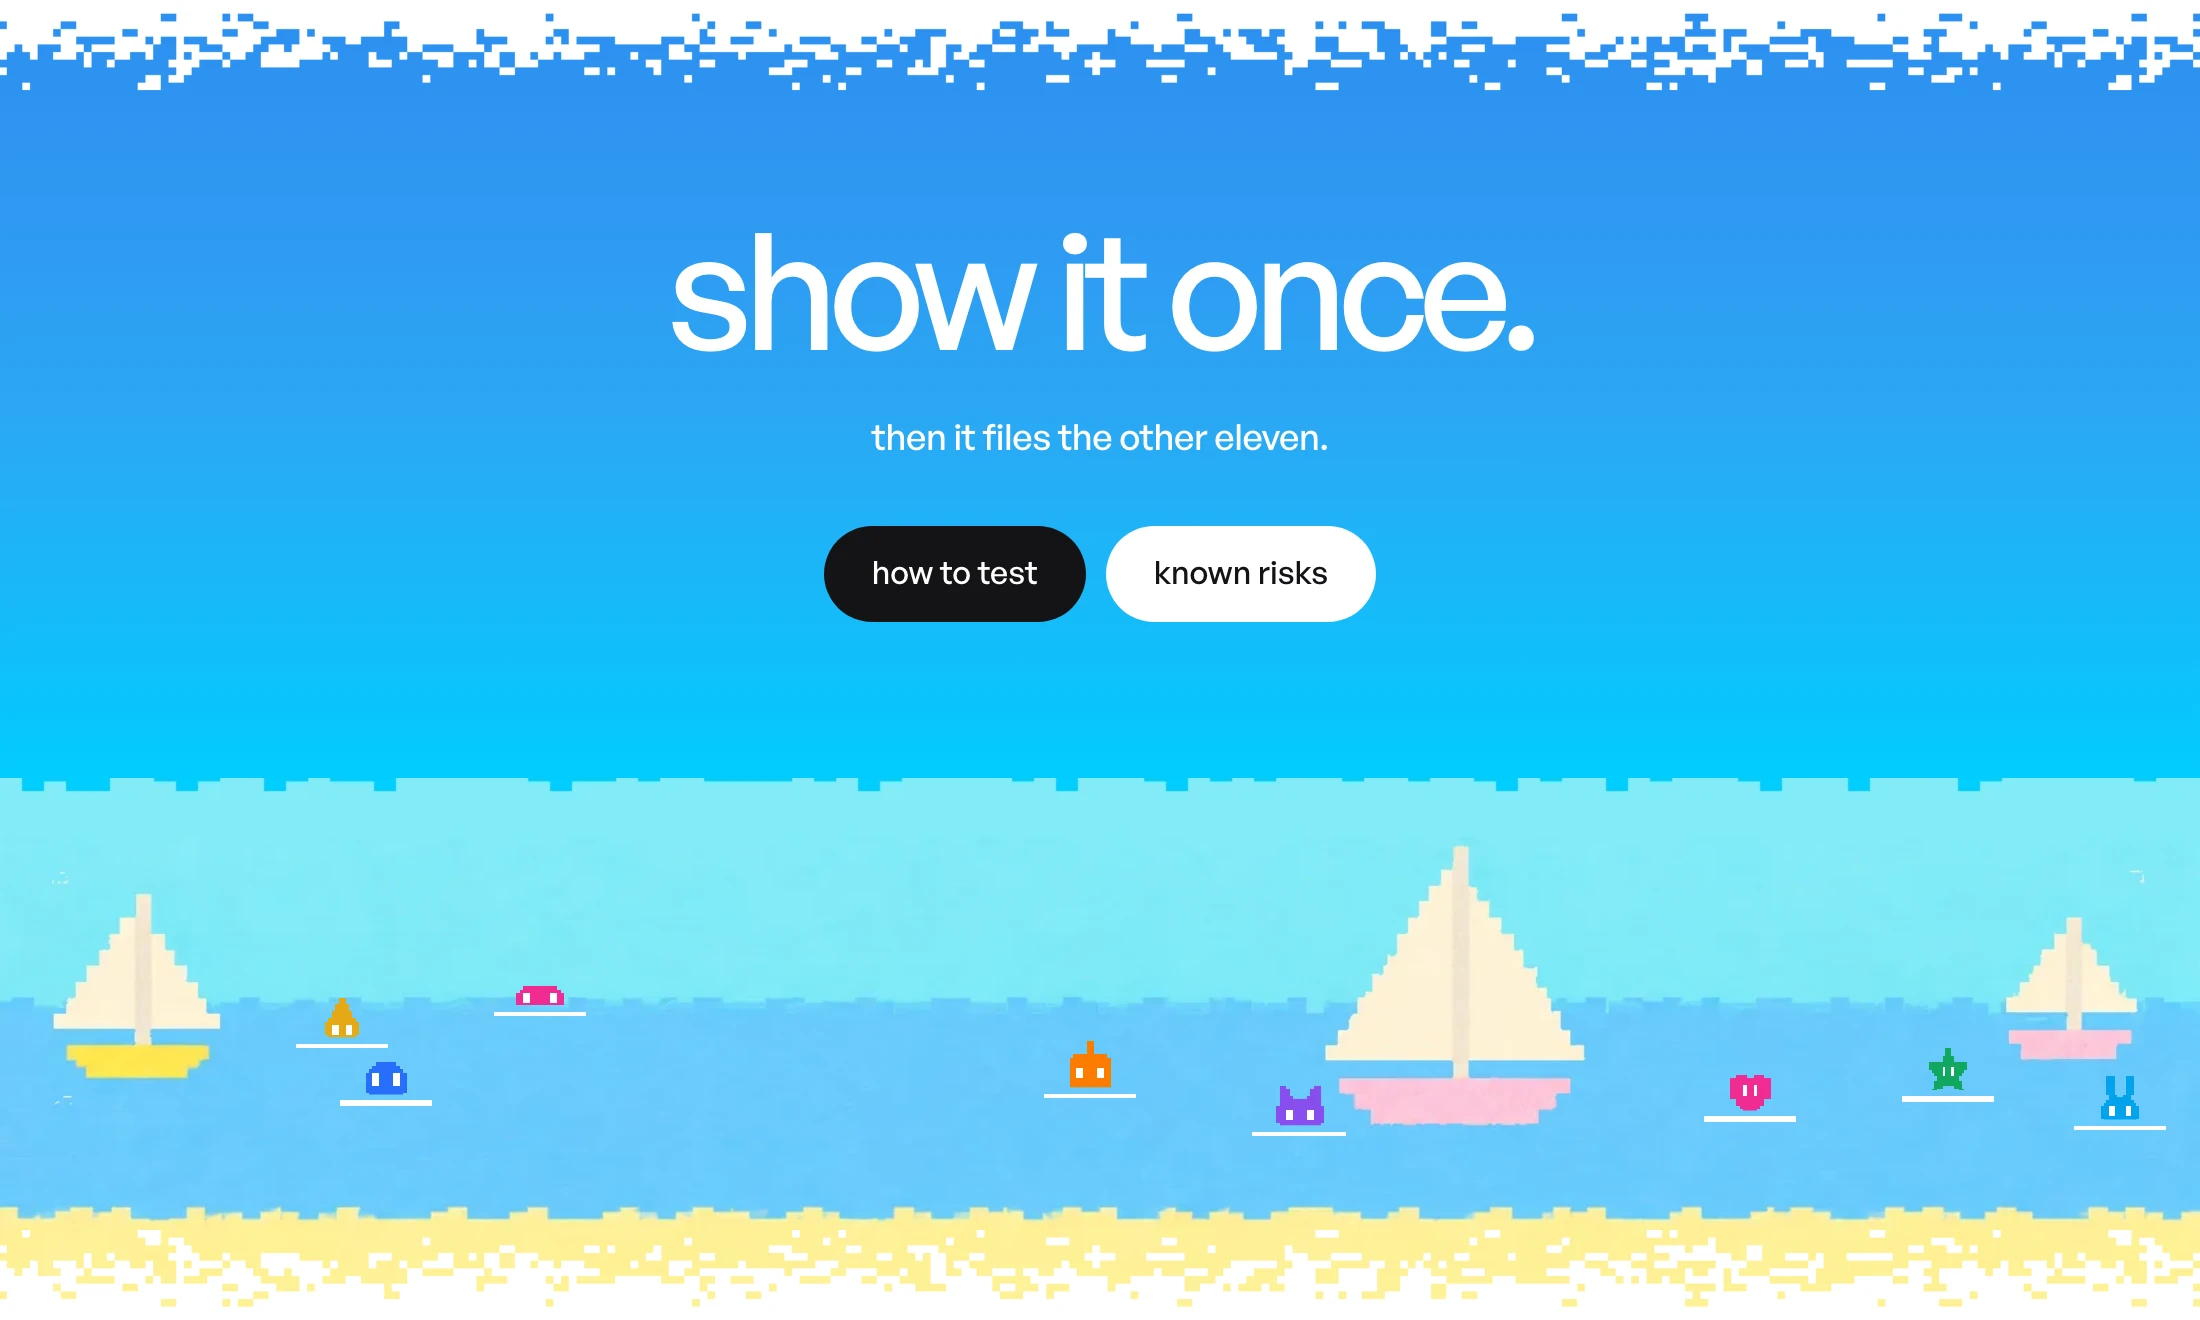 show it once.
then it files the other eleven.
how to test
known risks